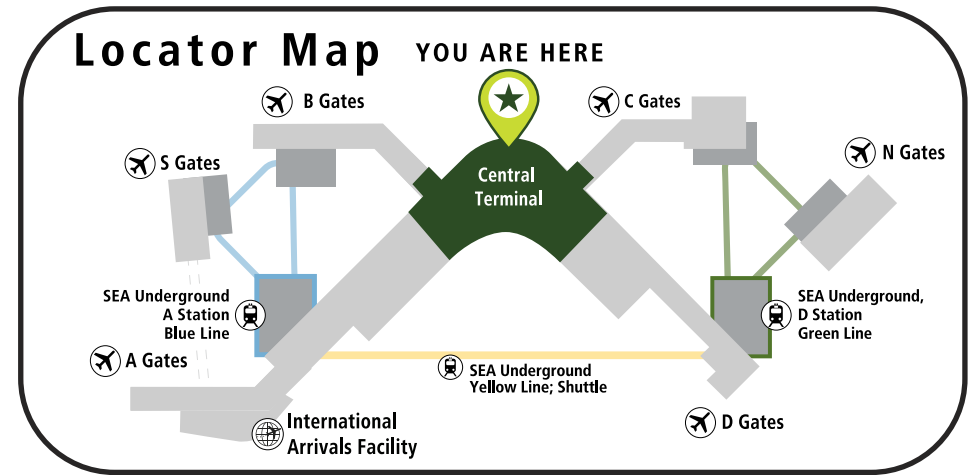 Locator Map
YOU ARE HERE
B Gates
C Gates
S Gates
N Gates
Central
Terminal
SEA Underground
A Station
Blue Line
SEA Underground,
D Station
Green Line
A Gates
SEA Underground
Yellow Line; Shuttle
International
Arrivals Facility
D Gates